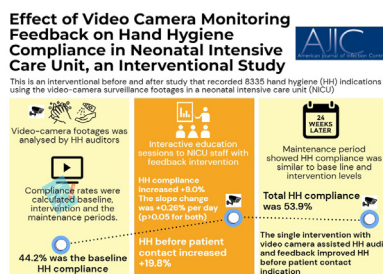 Effect of Video Camera Monitoring
Feedback on Hand Hygiene
Compliance in Neonatal Intensive
Care Unit, an Interventional Study
AJIC
American Journal of Infection Control
This is an interventional before and after study that recorded 8335 hand hygiene (HH) indications
using the video-camera surveillance footages in a neonatal intensive care unit (NICU)
Video-camera footages was
analysed by HH auditors
Compliance rates were
calculated baseline,
intervention and the
maintenance periods.
44.2% was the baseline
HH compliance
Interactive education
sessions to NICU staff with
feedback intervention
HH compliance
increased +9.0%
The slope change
was +0.26% per day
(p>0.05 for both)
HH before patient
contact increased
+19.8%
24
WEEKS
LATER
Maintenance period
showed HH compliance was
similar to base line and
intervention levels
Total HH compliance
was 53.9%
The single intervention with
video camera assisted HH audi
and feedback improved HH
before patient contact
indication